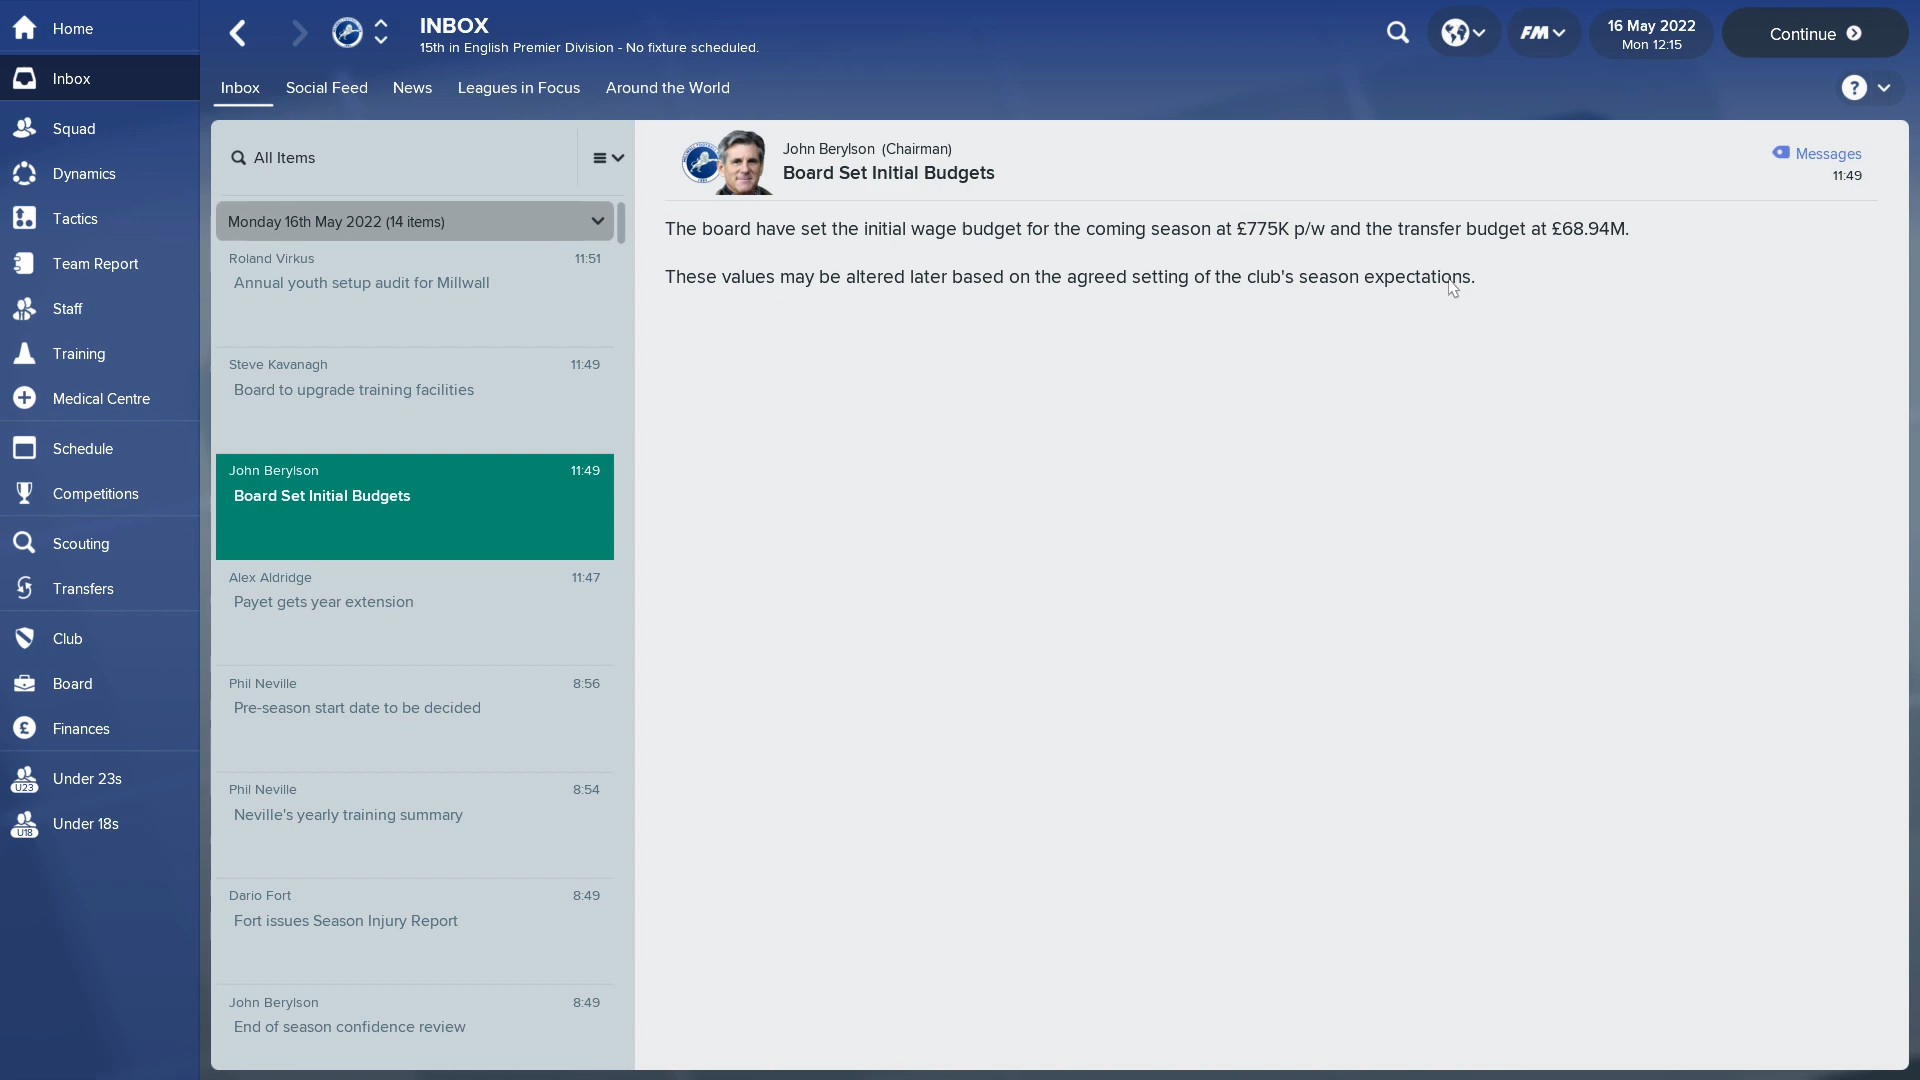 Home
Inbox
Squad
Dynamics
Tactics
Team Report
Staff
Training
Medical Centre
Schedule
Competitions
Scouting
Transfers
Club
Board
Finances
U23
Under 23s
U18
Under 18s
INBOX
15th in English Premier Division - No fixture scheduled.
FM
16 May 2022
Mon 12:15
Continue
Inbox
Social Feed
News
Leagues in Focus
Around the World
?
All Items
Monday 16th May 2022 (14 items)
Roland Virkus 11:51
Annual youth setup audit for Millwall
Steve Kavanagh 11:49
Board to upgrade training facilities
John Berylson 11:49
Board Set Initial Budgets
Alex Aldridge 11:47
Payet gets year extension
Phil Neville 8:56
Pre-season start date to be decided
Phil Neville 8:54
Neville's yearly training summary
Dario Fort 8:49
Fort issues Season Injury Report
John Berylson 8:49
End of season confidence review
John Berylson (Chairman)
Board Set Initial Budgets
Messages
11:49
The board have set the initial wage budget for the coming season at £775K p/w and the transfer budget at £68.94M.
These values may be altered later based on the agreed setting of the club's season expectations.